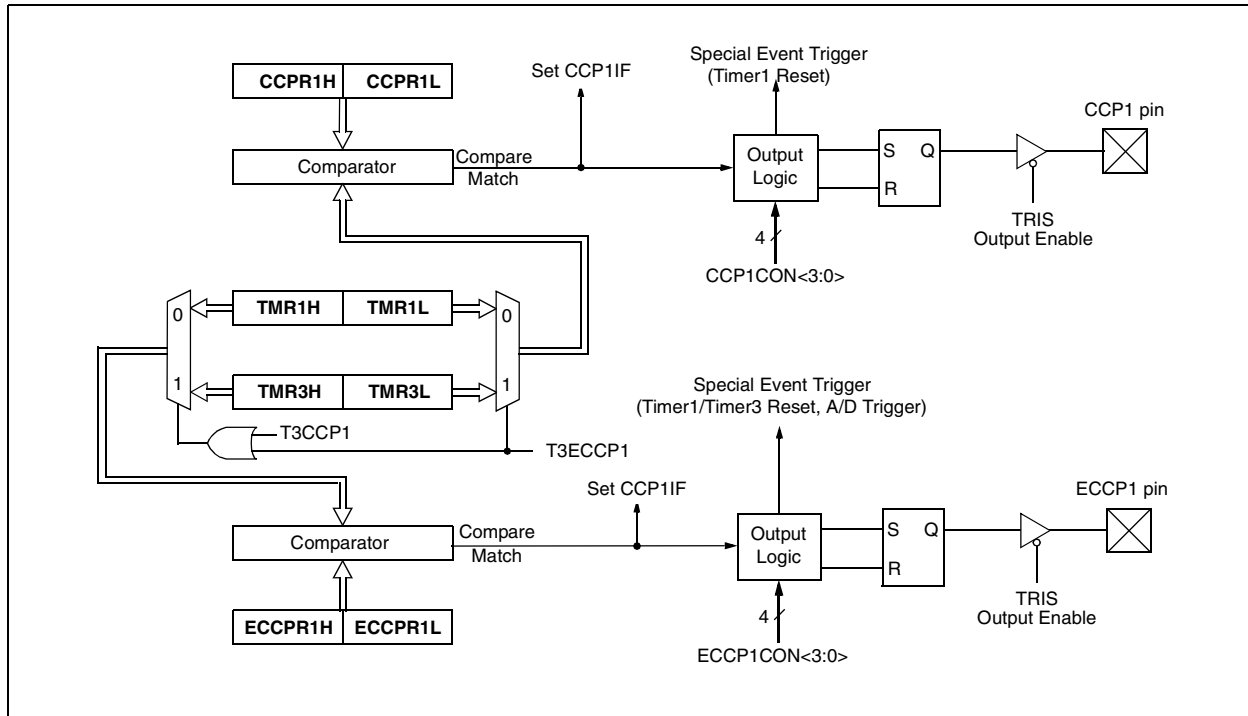 CCPR1H CCPR1L
Set CCP1IF
Special Event Trigger
(Timer1 Reset)
CCP1 pin
Comparator
Compare
Match
Output
Logic
S Q
R
TRIS
Output Enable
4
CCP1CON<3:0>
0 TMR1H TMR1L 0
1 TMR3H TMR3L 1
T3CCP1
T3ECCP1
Special Event Trigger
(Timer1/Timer3 Reset, A/D Trigger)
Set CCP1IF
ECCP1 pin
Comparator
Compare
Match
Output
Logic
S Q
R
TRIS
Output Enable
4
ECCP1CON<3:0>
ECCPR1H ECCPR1L